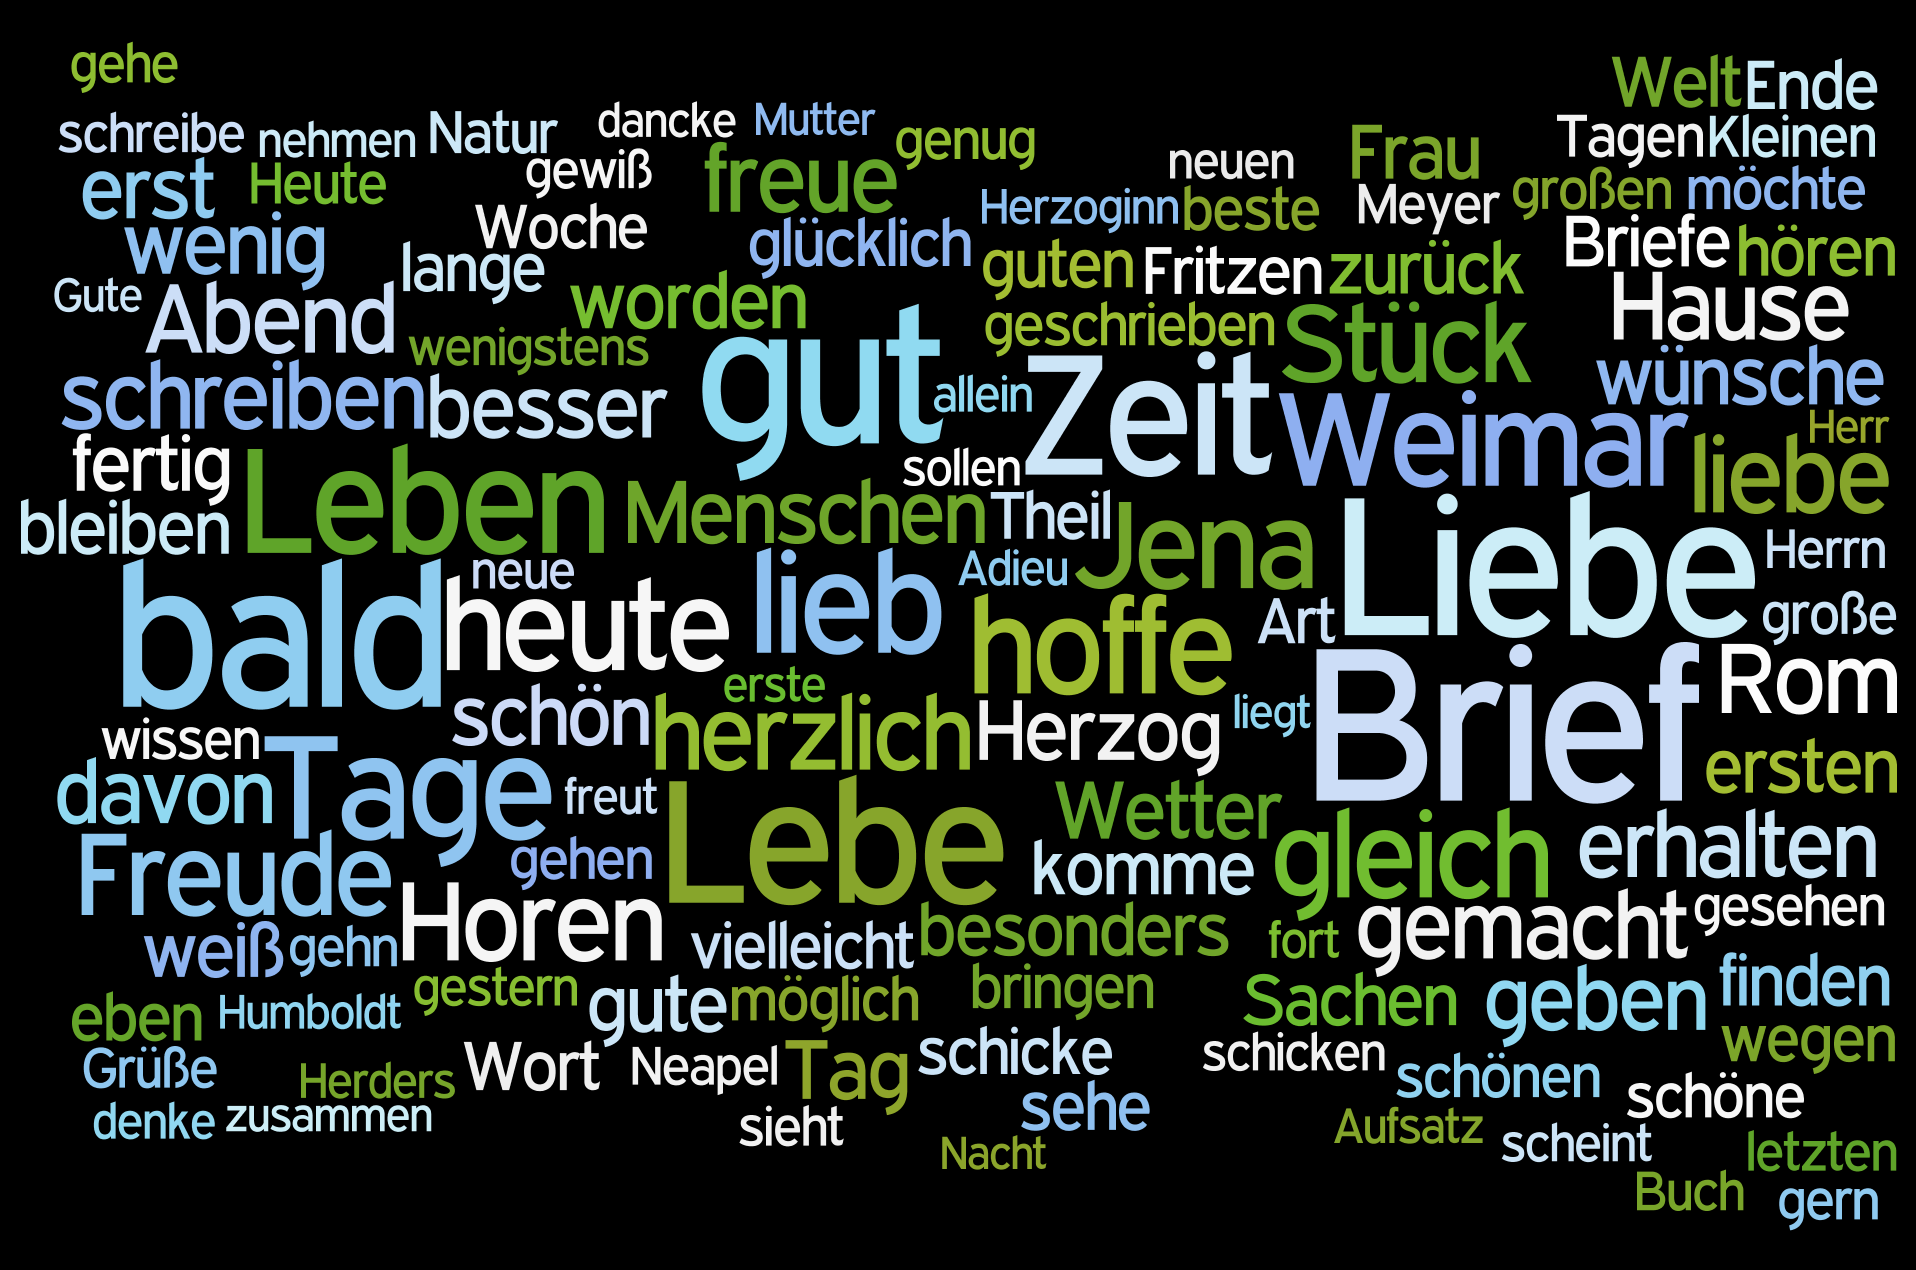 gehe
Welt Ende
schreibe nehmen Natur dancke Mutter genug Tagen Kleinen
erst Heute gewiß freue neuen Frau großen möchte
wenig Woche glücklich Herzoginn beste Meyer Briefe hören
Gute Abend lange worden guten Fritzen zurück Hause
wenigstens gut geschrieben Stück wünsche
schreiben besser allein Zeit Weimar Herr
fertig Leben sollen liebe
bleiben Menschen Theil Jena Liebe Herrn
bald neue heute lieb Adieu hoffe Art große
wissen schön erste herzlich Herzog liegt Brief Rom
davon Tage freut Lebe Wetter ersten
Freude gehen komme gleich erhalten
weiß gehn Horen vielleicht besonders fort gemacht gesehen
eben Humboldt gestern gute möglich bringen Sachen geben finden
Grüße Herders Wort Neapel Tag schicke schicken schönen wegen
denke zusammen sieht sehe schöne
Nacht Aufsatz scheint letzten
Buch gern